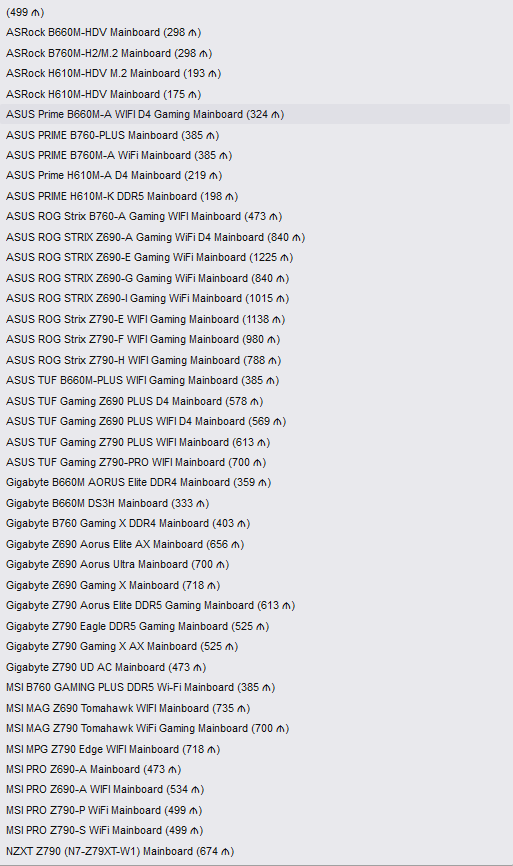 (499 ₼)
ASRock B660M-HDV Mainboard (298 ₼)
ASRock B760M-H2/M.2 Mainboard (298 ₼)
ASRock H610M-HDV M.2 Mainboard (193 ₼)
ASRock H610M-HDV Mainboard (175 ₼)
ASUS Prime B660M-A WIFI D4 Gaming Mainboard (324 ₼)
ASUS PRIME B760-PLUS Mainboard (385 ₼)
ASUS PRIME B760M-A WiFi Mainboard (385 ₼)
ASUS Prime H610M-A D4 Mainboard (219 ₼)
ASUS PRIME H610M-K DDR5 Mainboard (198 ₼)
ASUS ROG Strix B760-A Gaming WIFI Mainboard (473 ₼)
ASUS ROG STRIX Z690-A Gaming WiFi D4 Mainboard (840 ₼)
ASUS ROG STRIX Z690-E Gaming WiFi Mainboard (1225 ₼)
ASUS ROG STRIX Z690-G Gaming WiFi Mainboard (840 ₼)
ASUS ROG STRIX Z690-I Gaming WiFi Mainboard (1015 ₼)
ASUS ROG Strix Z790-E WIFI Gaming Mainboard (1138 ₼)
ASUS ROG Strix Z790-F WIFI Gaming Mainboard (980 ₼)
ASUS ROG Strix Z790-H WIFI Gaming Mainboard (788 ₼)
ASUS TUF B660M-PLUS WIFI Gaming Mainboard (385 ₼)
ASUS TUF Gaming Z690 PLUS D4 Mainboard (578 ₼)
ASUS TUF Gaming Z690 PLUS WIFI D4 Mainboard (569 ₼)
ASUS TUF Gaming Z790 PLUS WIFI Mainboard (613 ₼)
ASUS TUF Gaming Z790-PRO WIFI Mainboard (700 ₼)
Gigabyte B660M AORUS Elite DDR4 Mainboard (359 ₼)
Gigabyte B660M DS3H Mainboard (333 ₼)
Gigabyte B760 Gaming X DDR4 Mainboard (403 ₼)
Gigabyte Z690 Aorus Elite AX Mainboard (656 ₼)
Gigabyte Z690 Aorus Ultra Mainboard (700 ₼)
Gigabyte Z690 Gaming X Mainboard (718 ₼)
Gigabyte Z790 Aorus Elite DDR5 Gaming Mainboard (613 ₼)
Gigabyte Z790 Eagle DDR5 Gaming Mainboard (525 ₼)
Gigabyte Z790 Gaming X AX Mainboard (525 ₼)
Gigabyte Z790 UD AC Mainboard (473 ₼)
MSI B760 GAMING PLUS DDR5 Wi-Fi Mainboard (385 ₼)
MSI MAG Z690 Tomahawk WIFI Mainboard (735 ₼)
MSI MAG Z790 Tomahawk WiFi Gaming Mainboard (700 ₼)
MSI MPG Z790 Edge WIFI Mainboard (718 ₼)
MSI PRO Z690-A Mainboard (473 ₼)
MSI PRO Z690-A WIFI Mainboard (534 ₼)
MSI PRO Z790-P WiFi Mainboard (499 ₼)
MSI PRO Z790-S WiFi Mainboard (499 ₼)
NZXT Z790 (N7-Z79XT-W1) Mainboard (674 ₼)